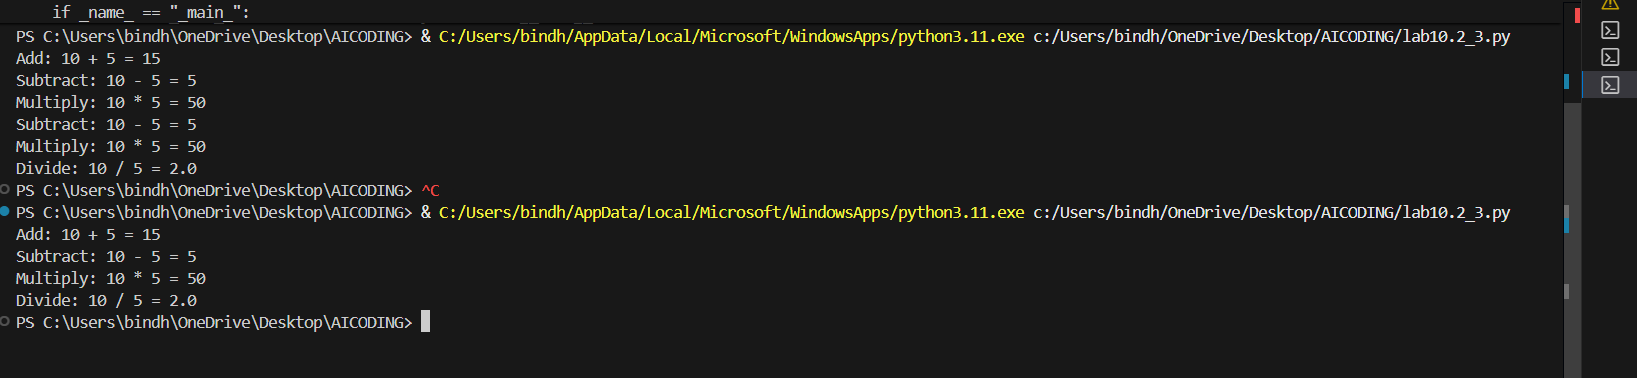 if _name_ == "_main_":
PS C:\Users\bindh\OneDrive\Desktop\AICODING> & C:/Users/bindh/AppData/Local/Microsoft/WindowsApps/python3.11.exe c:/Users/bindh/OneDrive/Desktop/AICODING/lab10.2_3.py
Add: 10 + 5 = 15
Subtract: 10 - 5 = 5
Multiply: 10 * 5 = 50
Subtract: 10 - 5 = 5
Multiply: 10 * 5 = 50
Divide: 10 / 5 = 2.0
PS C:\Users\bindh\OneDrive\Desktop\AICODING> ^C
PS C:\Users\bindh\OneDrive\Desktop\AICODING> & C:/Users/bindh/AppData/Local/Microsoft/WindowsApps/python3.11.exe c:/Users/bindh/OneDrive/Desktop/AICODING/lab10.2_3.py
Add: 10 + 5 = 15
Subtract: 10 - 5 = 5
Multiply: 10 * 5 = 50
Divide: 10 / 5 = 2.0
PS C:\Users\bindh\OneDrive\Desktop\AICODING>